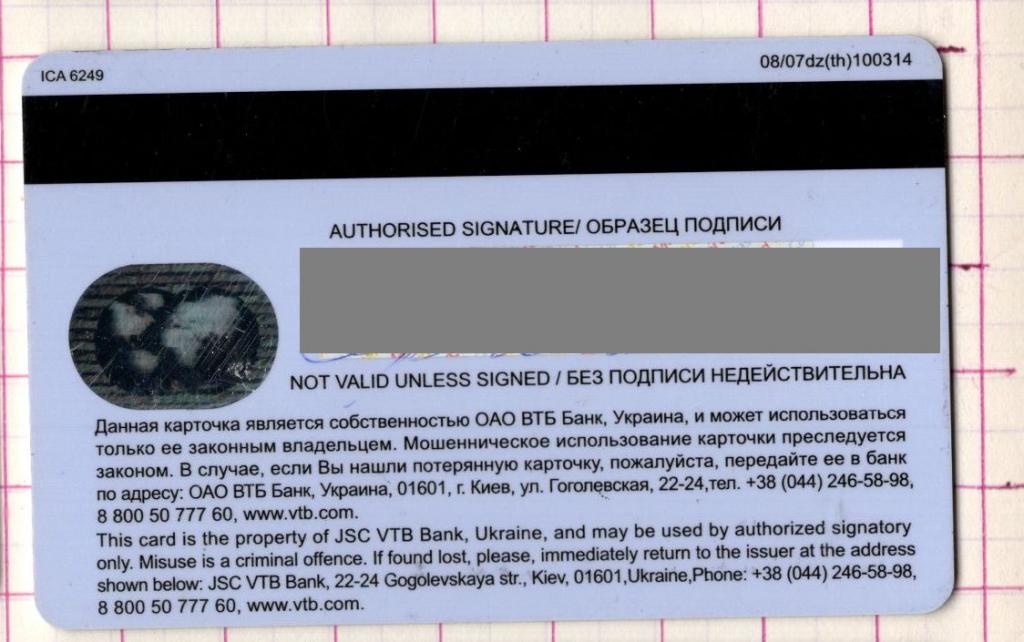 ICA 6249
08/07dz(th)100314
AUTHORISED SIGNATURE/ ОБРАЗЕЦ ПОДПИСИ
NOT VALID UNLESS SIGNED / БЕЗ ПОДПИСИ НЕДЕЙСТВИТЕЛЬНА
Данная карточка является собственностью ОАО ВТБ Банк, Украина, и может использоваться
только ее законным владельцем. Мошенническое использование карточки преследуется
законом. В случае, если Вы нашли потерянную карточку, пожалуйста, передайте ее в банк
по адресу: ОАО ВТБ Банк, Украина, 01601, г. Киев, ул. Гоголевская, 22-24,тел. +38 (044) 246-58-98,
8 800 50 777 60, www.vtb.com.
This card is the property of JSC VTB Bank, Ukraine, and may be used by authorized signatory
only. Misuse is a criminal offence. If found lost, please, immediately return to the issuer at the address
shown below: JSC VTB Bank, 22-24 Gogolevskaya str., Kiev, 01601,Ukraine,Phone: +38 (044) 246-58-98,
8 800 50 777 60, www.vtb.com.